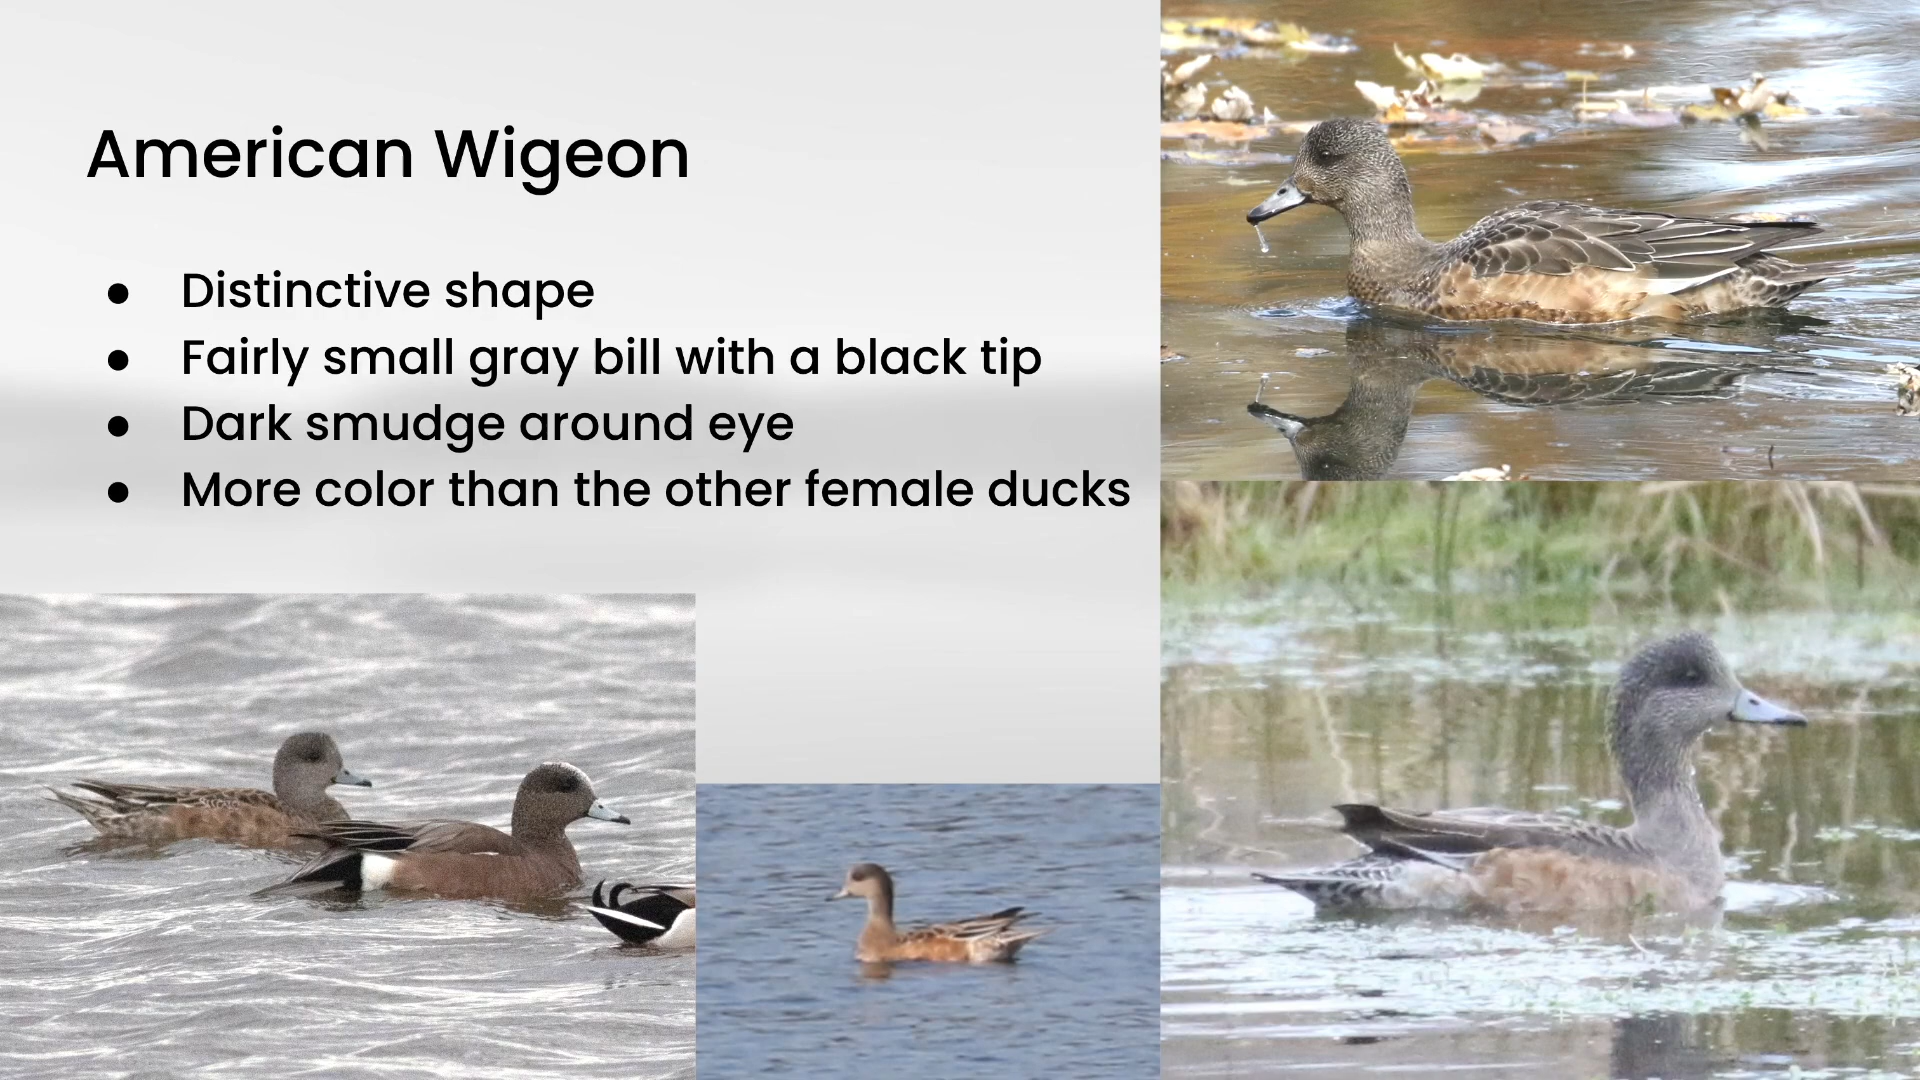 American Wigeon
● Distinctive shape
● Fairly small gray bill with a black tip
● Dark smudge around eye
● More color than the other female ducks